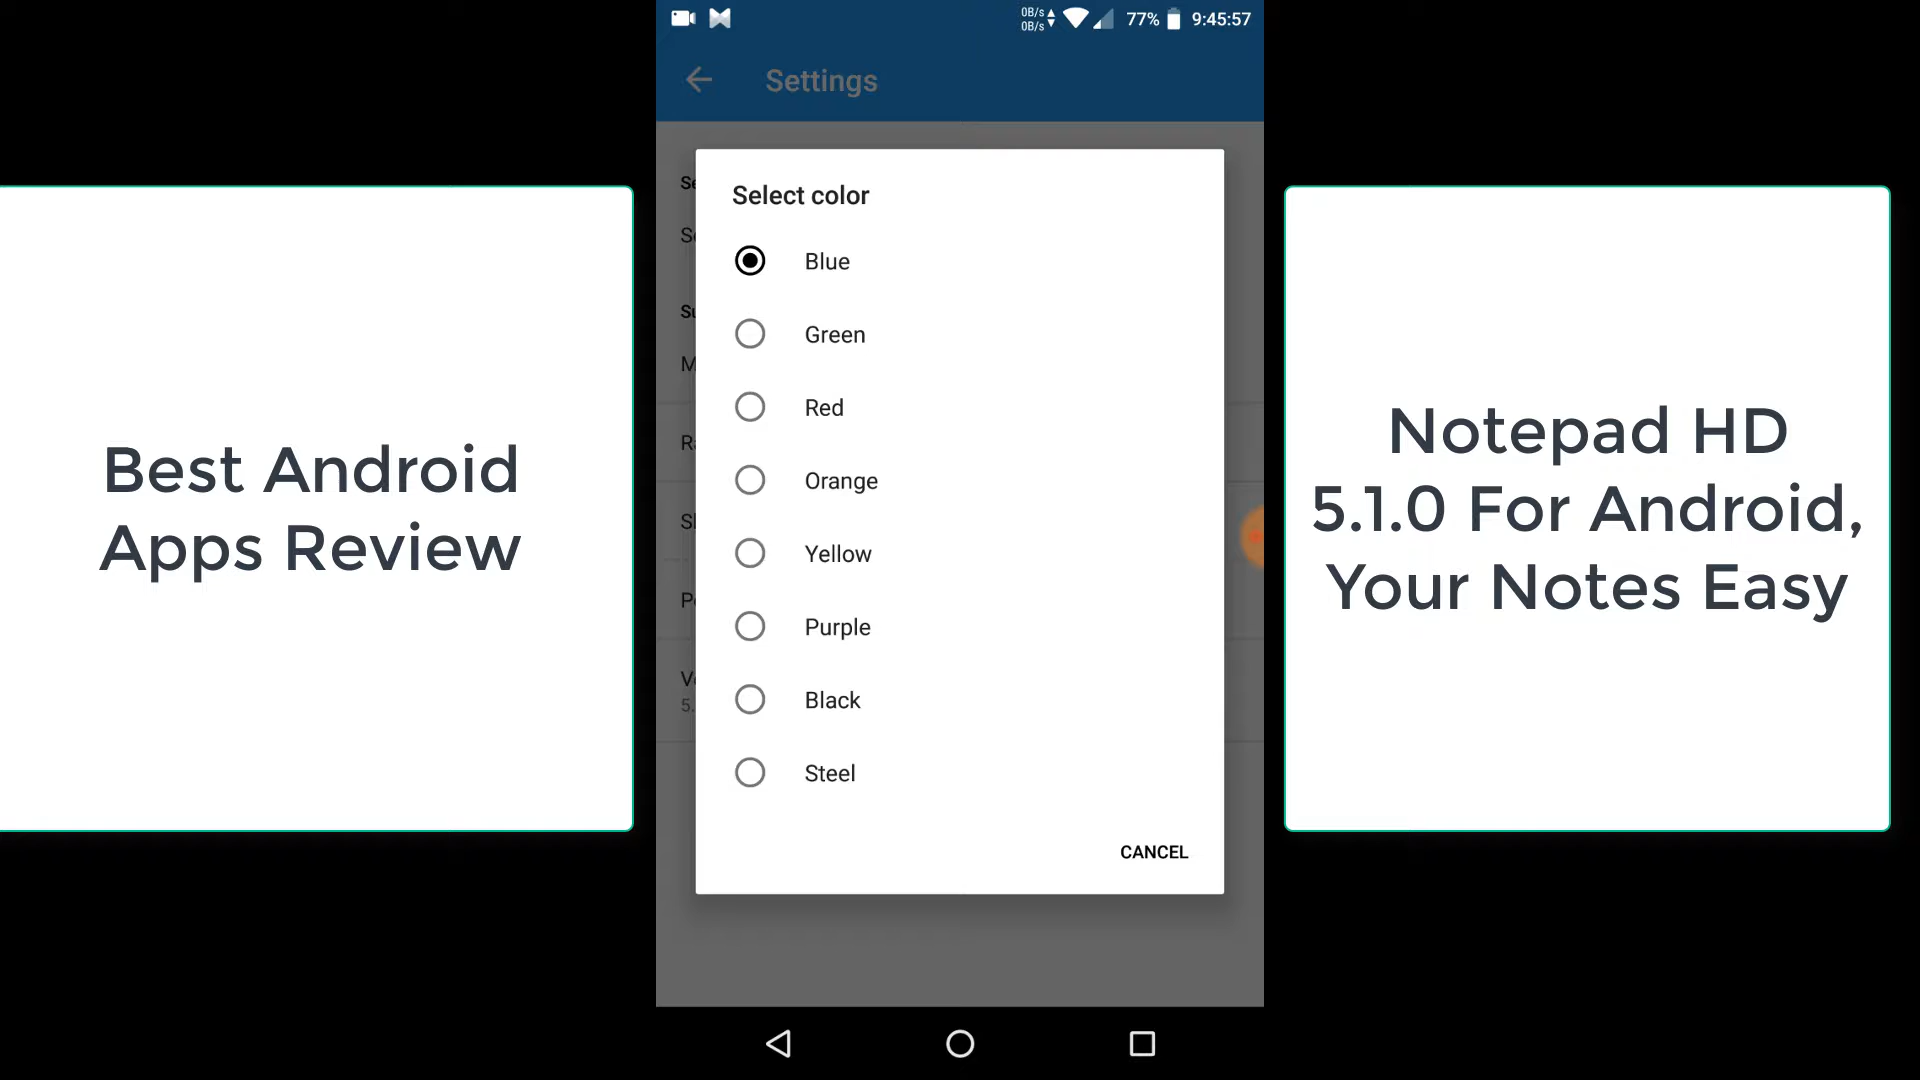 0B/s
0B/s
77%
9:45:57
Settings
Select color
Blue
Green
Red
Orange
Yellow
Purple
Black
Steel
CANCEL
Best Android
Apps Review
Notepad HD
5.1.0 For Android,
Your Notes Easy